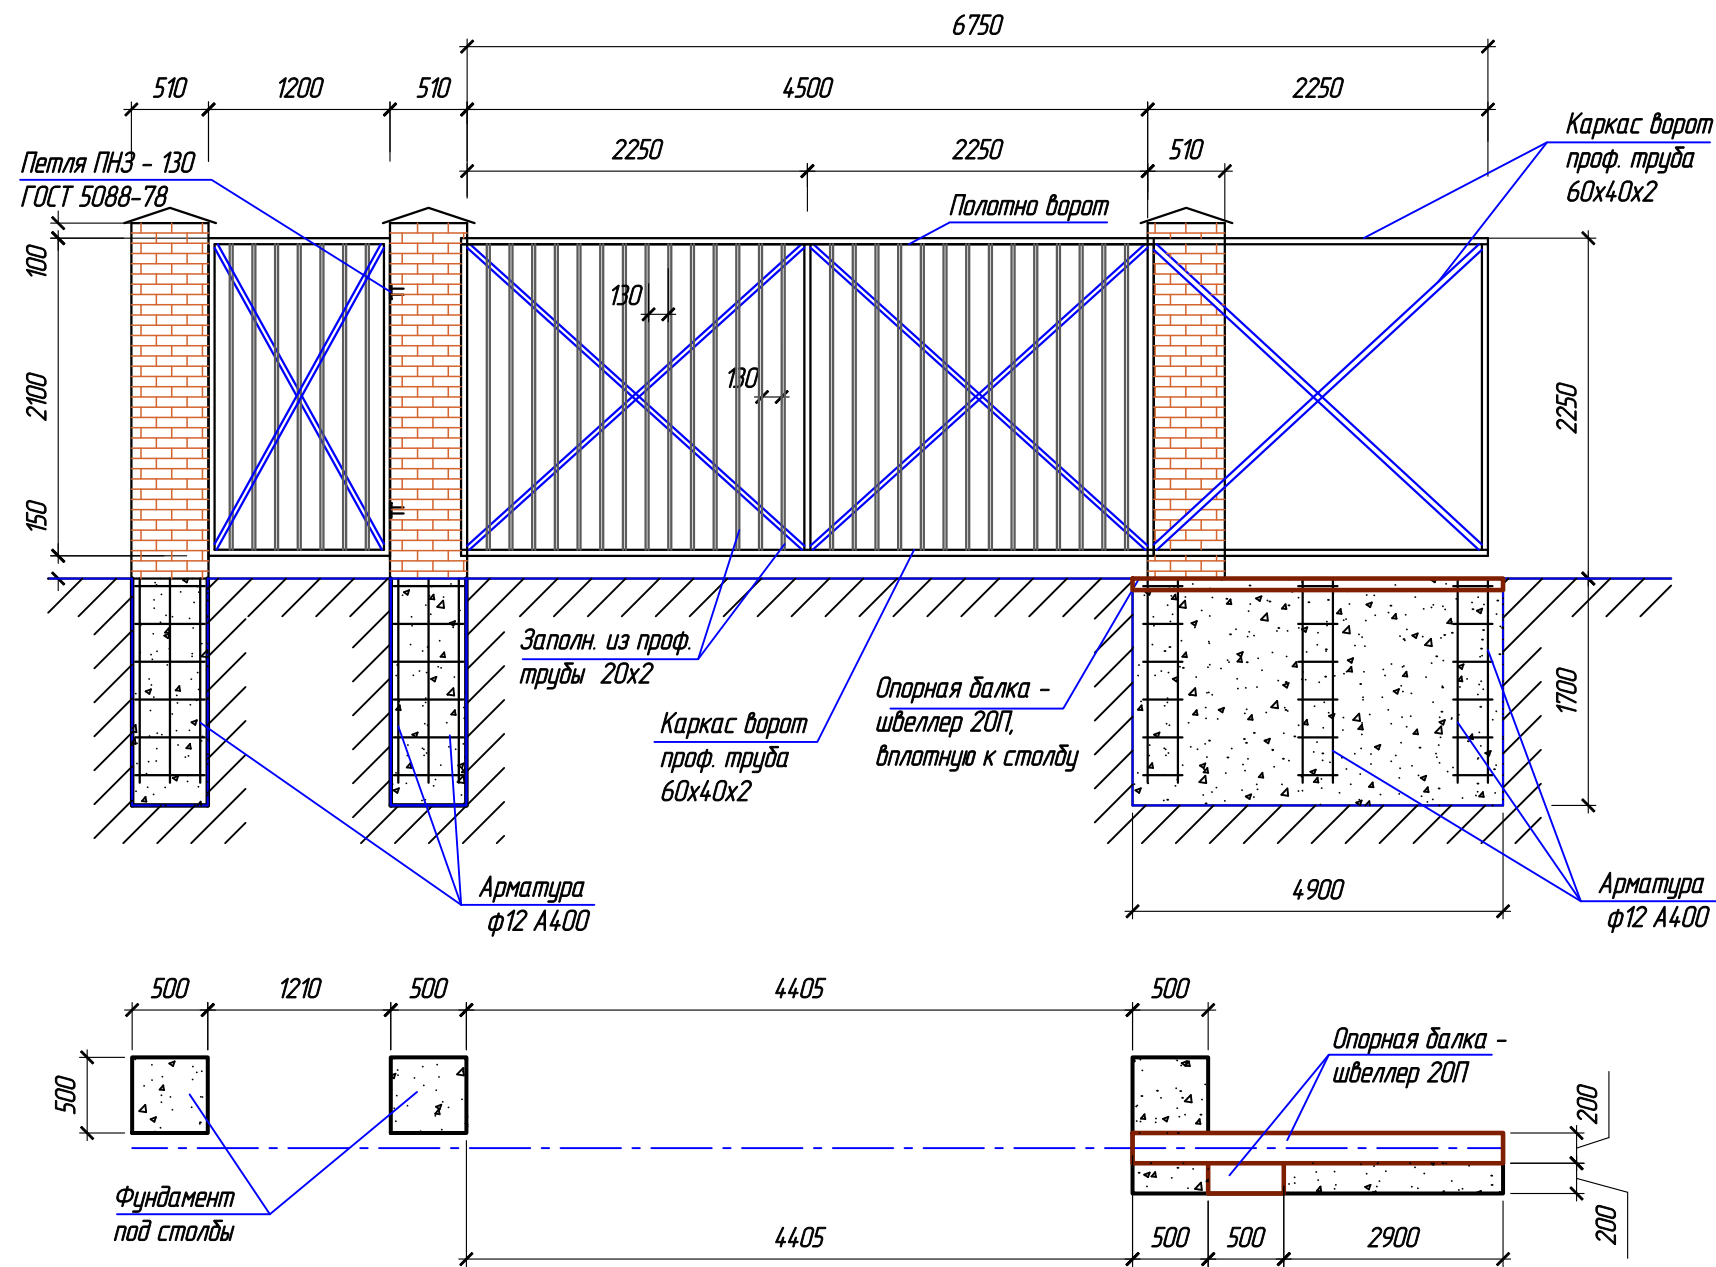 6750
510
1200
510
4500
2250
Каркас ворот
проф. труба
60х40х2
2250
2250
510
Петля ПН3 - 130
ГОСТ 5088-78
Полотно ворот
100
130
130
2100
2250
150
Заполн. из проф.
трубы 20х2
Каркас ворот
проф. труба
60х40х2
Опорная балка -
швеллер 20П,
вплотную к столбу
1700
Арматура
ф12 А400
4900
Арматура
ф12 А400
500
1210
500
4405
500
Опорная балка -
швеллер 20П
500
200
Фундамент
под столбы
200
4405
500
500
2900